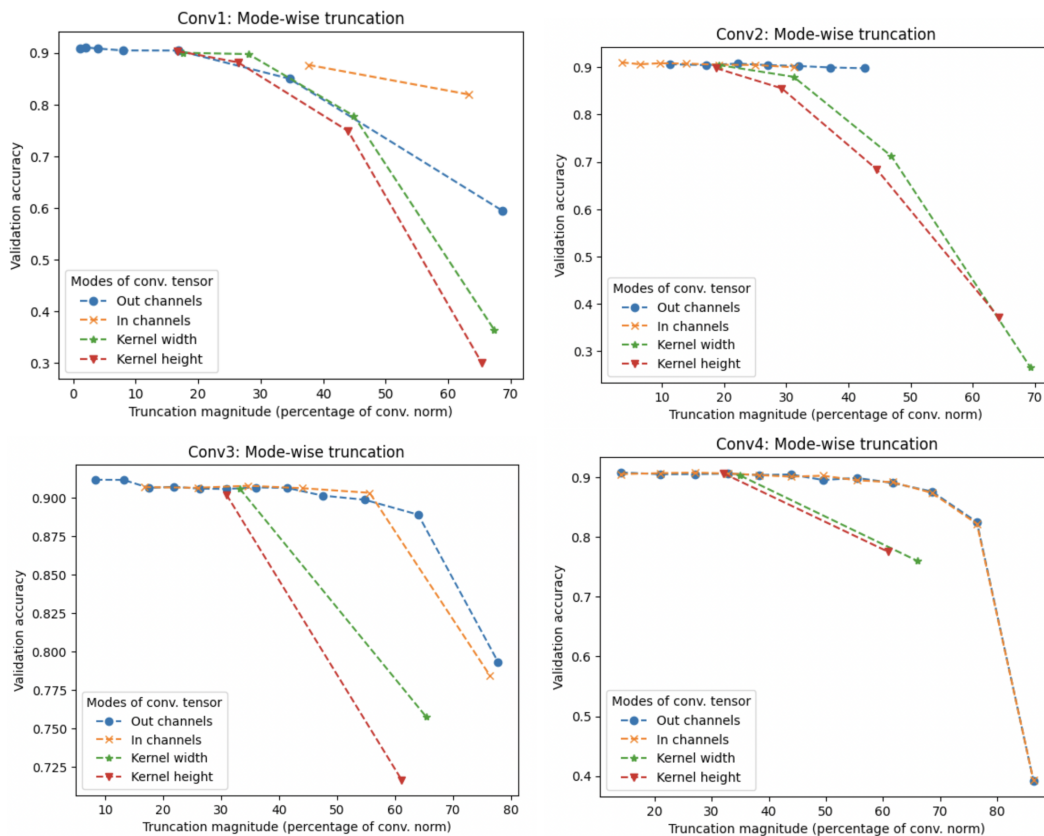 Conv1: Mode-wise truncation
0.9
0.8
0.7
0.6
0.5
0.4
0.3
Validation accuracy
Modes of conv. tensor
Out channels
In channels
Kernel width
Kernel height
0 10 20 30 40 50 60 70
Truncation magnitude (percentage of conv. norm)
Conv2: Mode-wise truncation
0.9
0.8
0.7
0.6
0.5
0.4
0.3
Validation accuracy
Modes of conv. tensor
Out channels
In channels
Kernel width
Kernel height
10 20 30 40 50 60 70
Truncation magnitude (percentage of conv. norm)
Conv3: Mode-wise truncation
0.900
0.875
0.850
0.825
0.800
0.775
0.750
0.725
Validation accuracy
Modes of conv. tensor
Out channels
In channels
Kernel width
Kernel height
10 20 30 40 50 60 70 80
Truncation magnitude (percentage of conv. norm)
Conv4: Mode-wise truncation
0.9
0.8
0.7
0.6
0.5
0.4
Validation accuracy
Modes of conv. tensor
Out channels
In channels
Kernel width
Kernel height
20 30 40 50 60 70 80
Truncation magnitude (percentage of conv. norm)